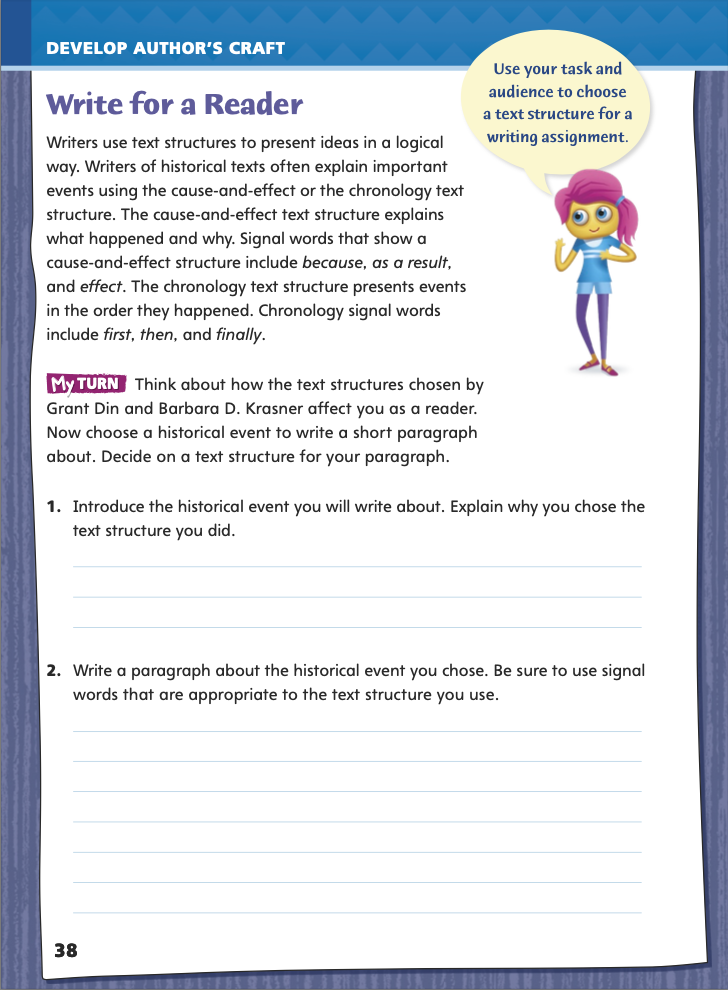 DEVELOP AUTHOR'S CRAFT
Use your task and
audience to choose
a text structure for a
writing assignment.
Write for a Reader
Writers use text structures to present ideas in a logical
way. Writers of historical texts often explain important
events using the cause-and-effect or the chronology text
structure. The cause-and-effect text structure explains
what happened and why. Signal words that show a
cause-and-effect structure include because, as a result,
and effect. The chronology text structure presents events
in the order they happened. Chronology signal words
include first, then, and finally.
My TURN Think about how the text structures chosen by
Grant Din and Barbara D. Krasner affect you as a reader.
Now choose a historical event to write a short paragraph
about. Decide on a text structure for your paragraph.
1. Introduce the historical event you will write about. Explain why you chose the
text structure you did.
2. Write a paragraph about the historical event you chose. Be sure to use signal
words that are appropriate to the text structure you use.
38